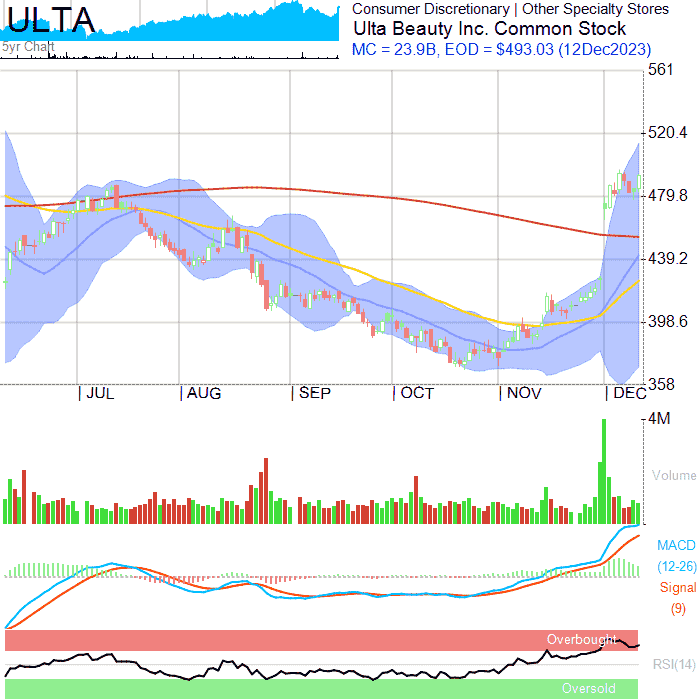 ULTA
5yr Chart
Consumer Discretionary | Other Specialty Stores
Ulta Beauty Inc. Common Stock
MC = 23.9B, EOD = $493.03 (12Dec2023)
561
520.4
479.8
439.2
398.6
358
JUL
AUG
SEP
OCT
NOV
DEC
4M
Volume
MACD
(12-26)
Signal
(9)
Overbought
RSI(14)
Oversold